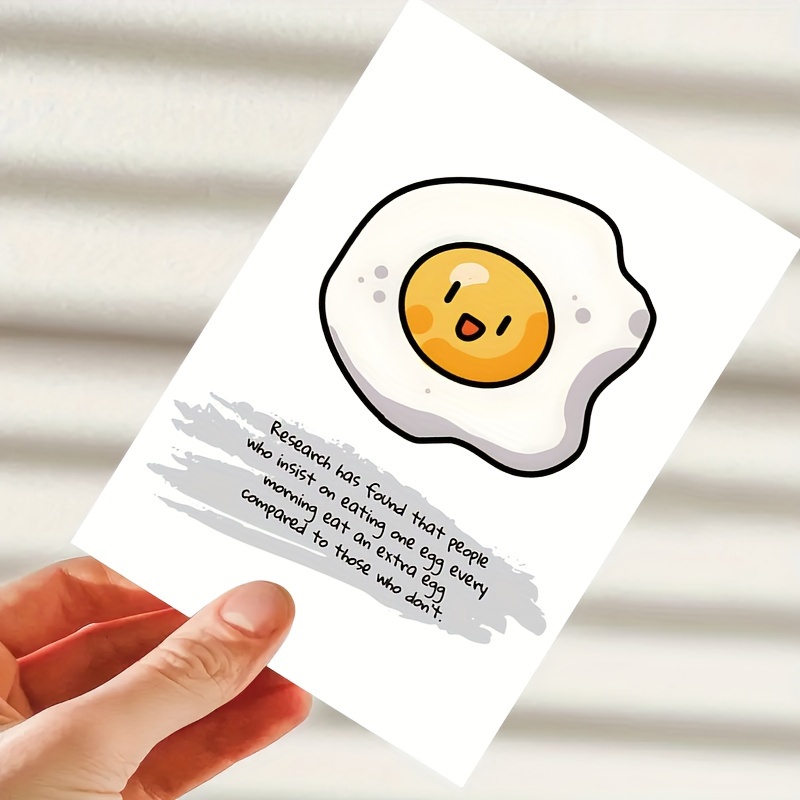 Research has found that people
who insist on eating one egg every
morning eat an extra egg
compared to those who don't.